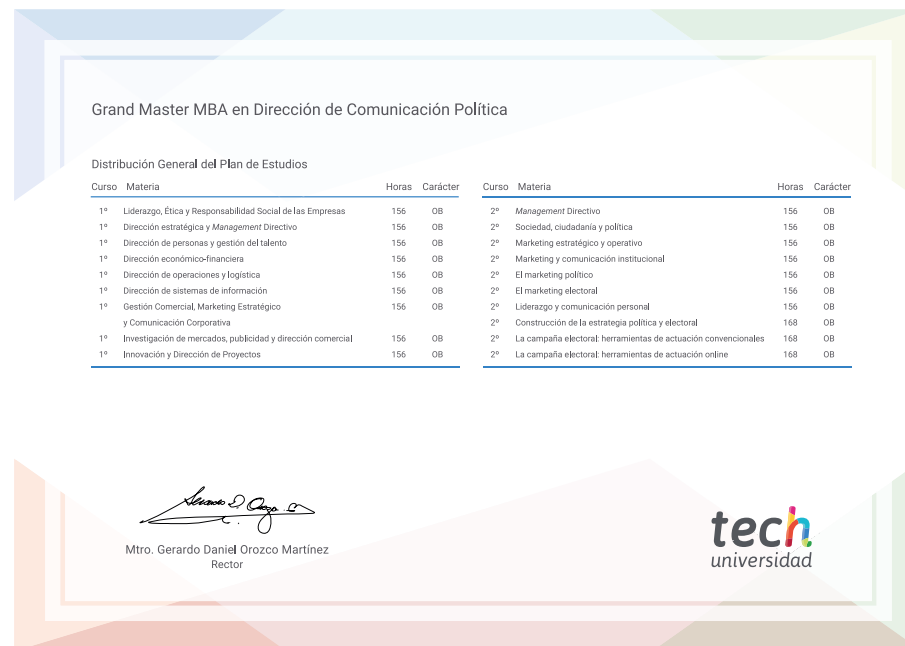 Grand Master MBA en Dirección de Comunicación Política
Distribución General del Plan de Estudios
Curso Materia Horas Carácter
1º Liderazgo, Ética y Responsabilidad Social de las Empresas 156 OB
1º Dirección estratégica y Management Directivo 156 OB
1º Dirección de personas y gestión del talento 156 OB
1º Dirección económico-financiera 156 OB
1º Dirección de operaciones y logística 156 OB
1º Dirección de sistemas de información 156 OB
1º Gestión Comercial, Marketing Estratégico 156 OB
y Comunicación Corporativa
1º Investigación de mercados, publicidad y dirección comercial 156 OB
1º Innovación y Dirección de Proyectos 156 OB
Curso Materia Horas Carácter
2º Management Directivo 156 OB
2º Sociedad, ciudadanía y política 156 OB
2º Marketing estratégico y operativo 156 OB
2º Marketing y comunicación institucional 156 OB
2º El marketing político 156 OB
2º El marketing electoral 156 OB
2º Liderazgo y comunicación personal 156 OB
2º Construcción de la estrategia política y electoral 168 OB
2º La campaña electoral: herramientas de actuación convencionales 168 OB
2º La campaña electoral: herramientas de actuación online 168 OB
Mtro. Gerardo Daniel Orozco Martínez
Rector
tech
universidad